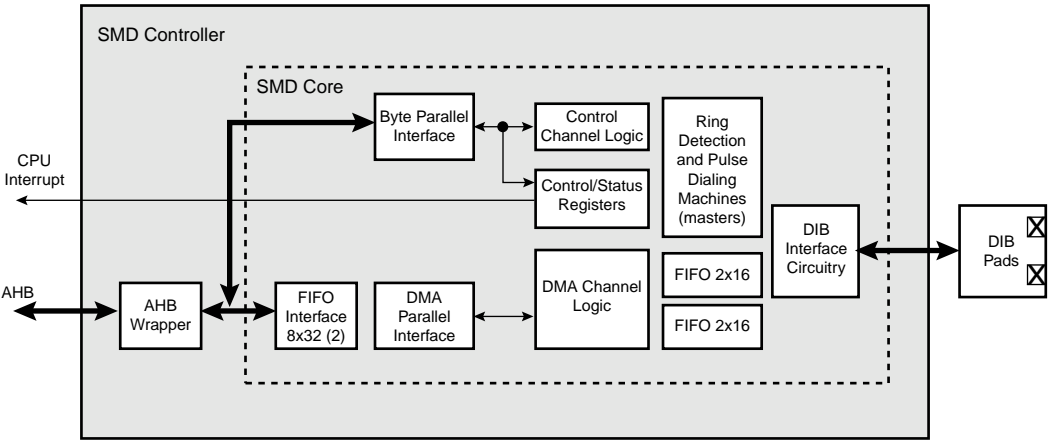 SMD Controller
SMD Core
Byte Parallel
Interface
Control
Channel Logic
Ring
Detection
and Pulse
Dialing
Machines
(masters)
CPU
Interrupt
Control/Status
Registers
DIB
Interface
Circuitry
DIB
Pads
AHB
AHB
Wrapper
FIFO
Interface
8x32 (2)
DMA
Parallel
Interface
DMA Channel
Logic
FIFO 2x16
FIFO 2x16